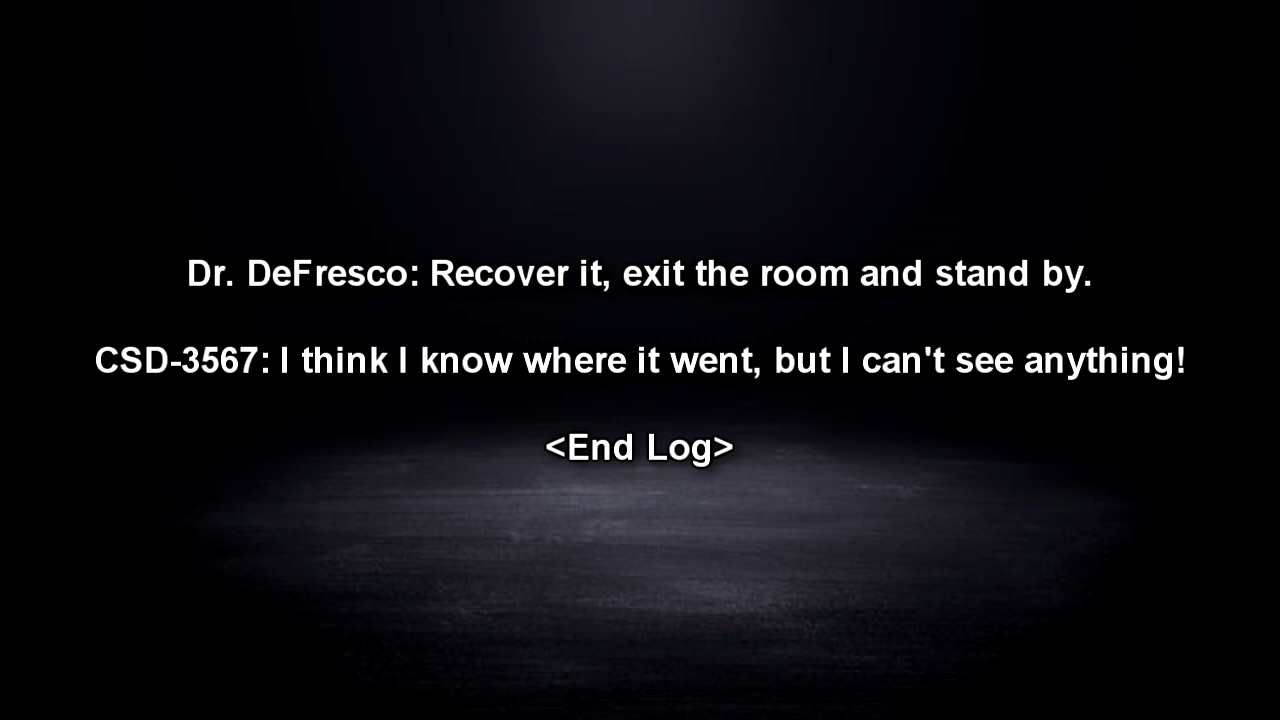 Dr. DeFresco: Recover it, exit the room and stand by.
CSD-3567: I think I know where it went, but I can't see anything!
<End Log>